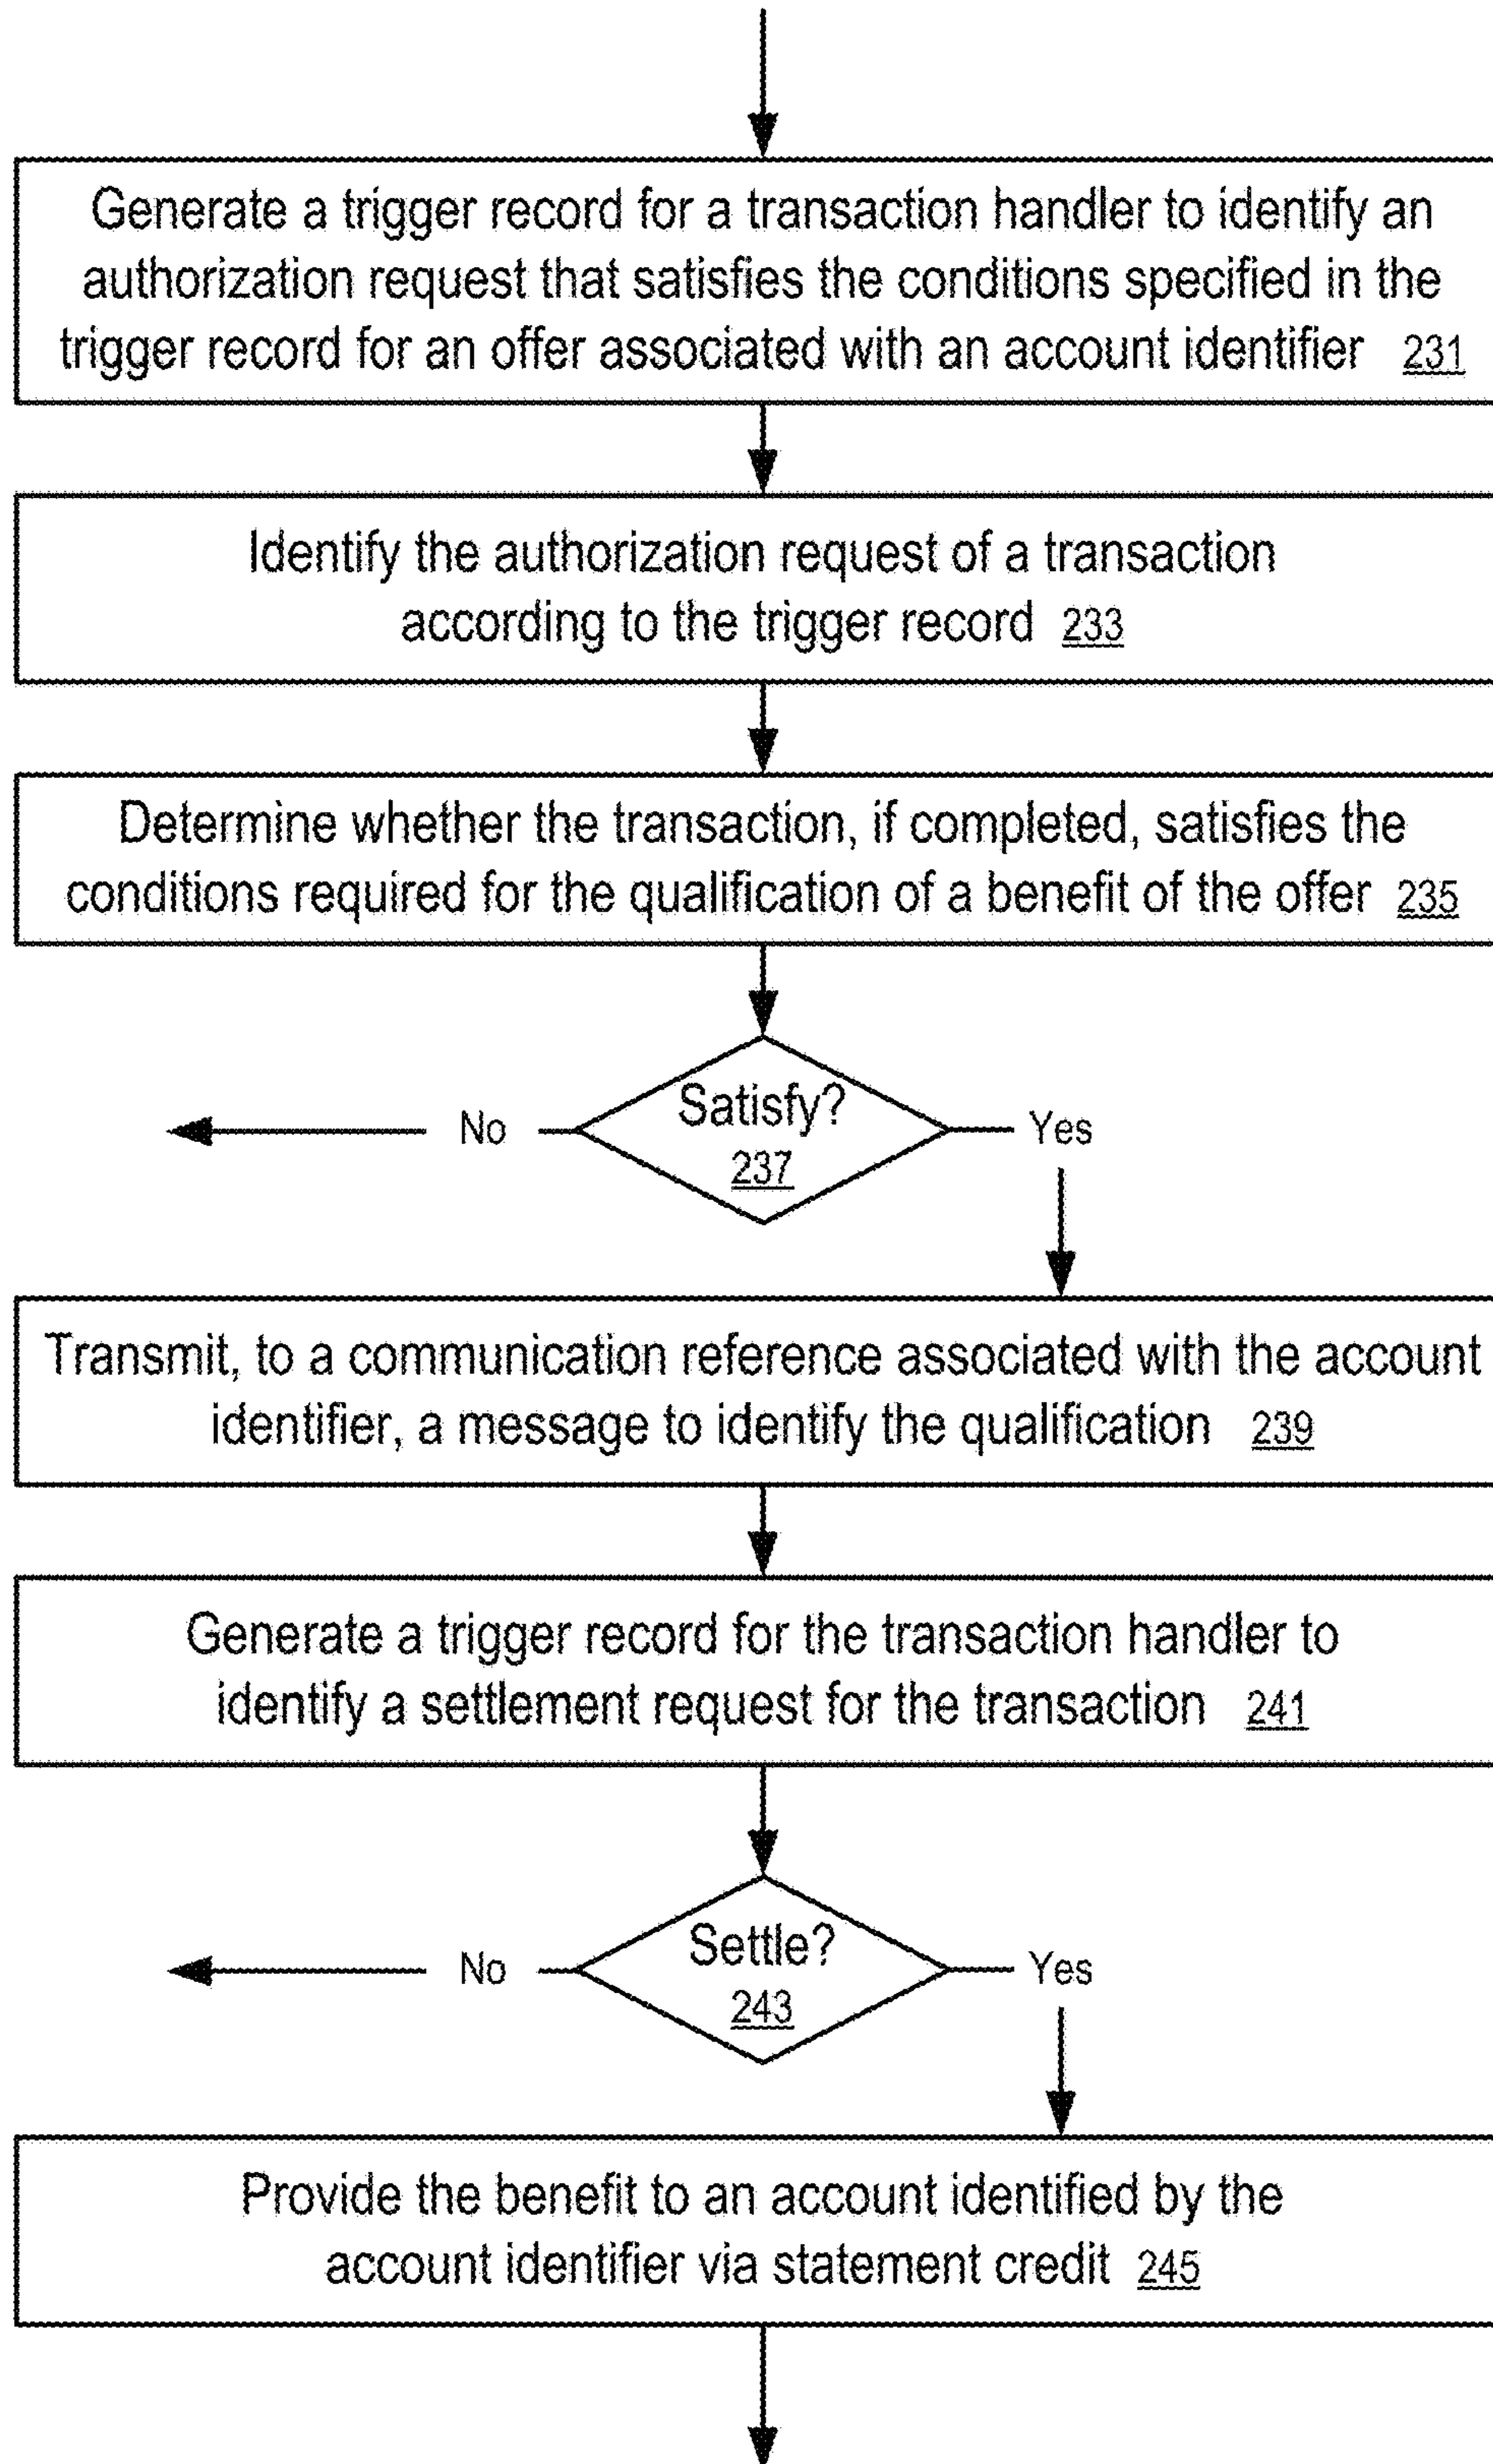 Generate a trigger record for a transaction handler to identify an
authorization request that satisfies the conditions specified in the
trigger record for an offer associated with an account identifier 231
Identify the authorization request of a transaction
according to the trigger record 233
Determine whether the transaction, if completed, satisfies the
conditions required for the qualification of a benefit of the offer 235
Satisfy?
No
Yes
237
Transmit, to a communication reference associated with the account
identifier, a message to identify the qualification 239
Generate a trigger record for the transaction handler to
identify a settlement request for the transaction 241
Settle?
No
Yes
243
Provide the benefit to an account identified by the
account identifier via statement credit 245